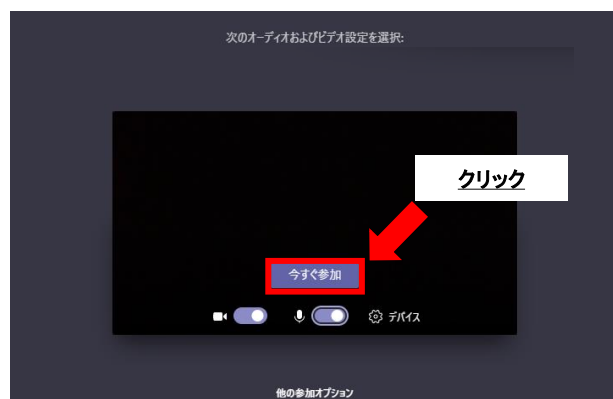 次のオーディオおよびビデオ設定を選択:
クリック
今すぐ参加
デバイス
他の参加オプション